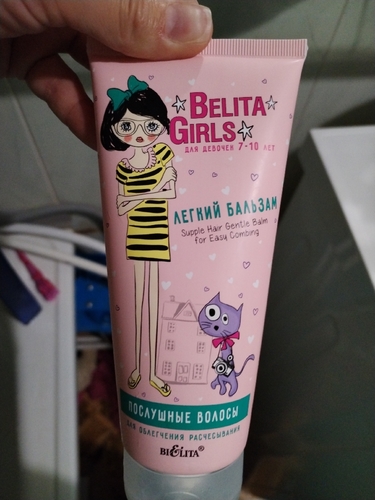 BELITA
GIRLS
ДЛЯ ДЕВОЧЕК 7-10 ЛЕТ
ЛЕГКИЙ БАЛЬЗАМ
Supple Hair Gentle Balm
for Easy Combing
ПОСЛУШНЫЕ ВОЛОСЫ
ДЛЯ ОБЛЕГЧЕНИЯ РАСЧЕСЫВАНИЯ
BIELITA®